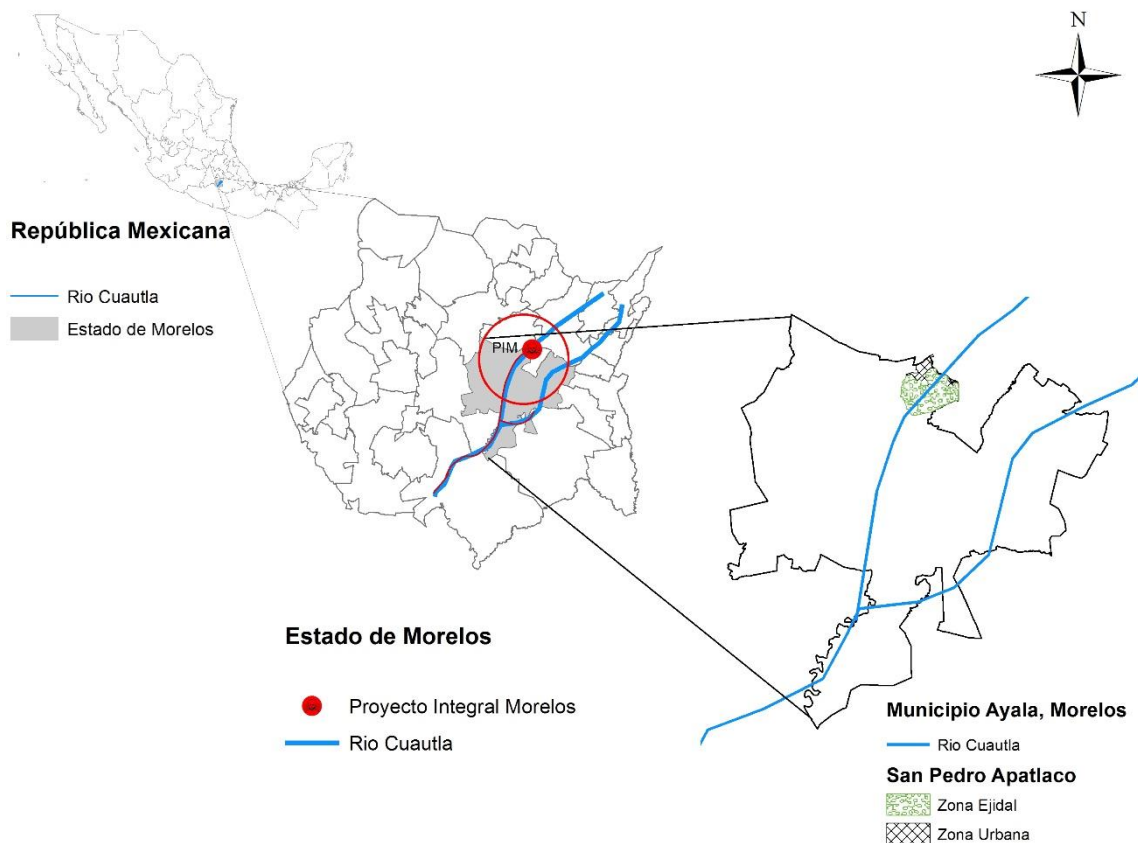 N
República Mexicana
Rio Cuautla
Estado de Morelos
PIM
Estado de Morelos
Proyecto Integral Morelos
Rio Cuautla
Municipio Ayala, Morelos
Rio Cuautla
San Pedro Apatlaco
Zona Ejidal
Zona Urbana